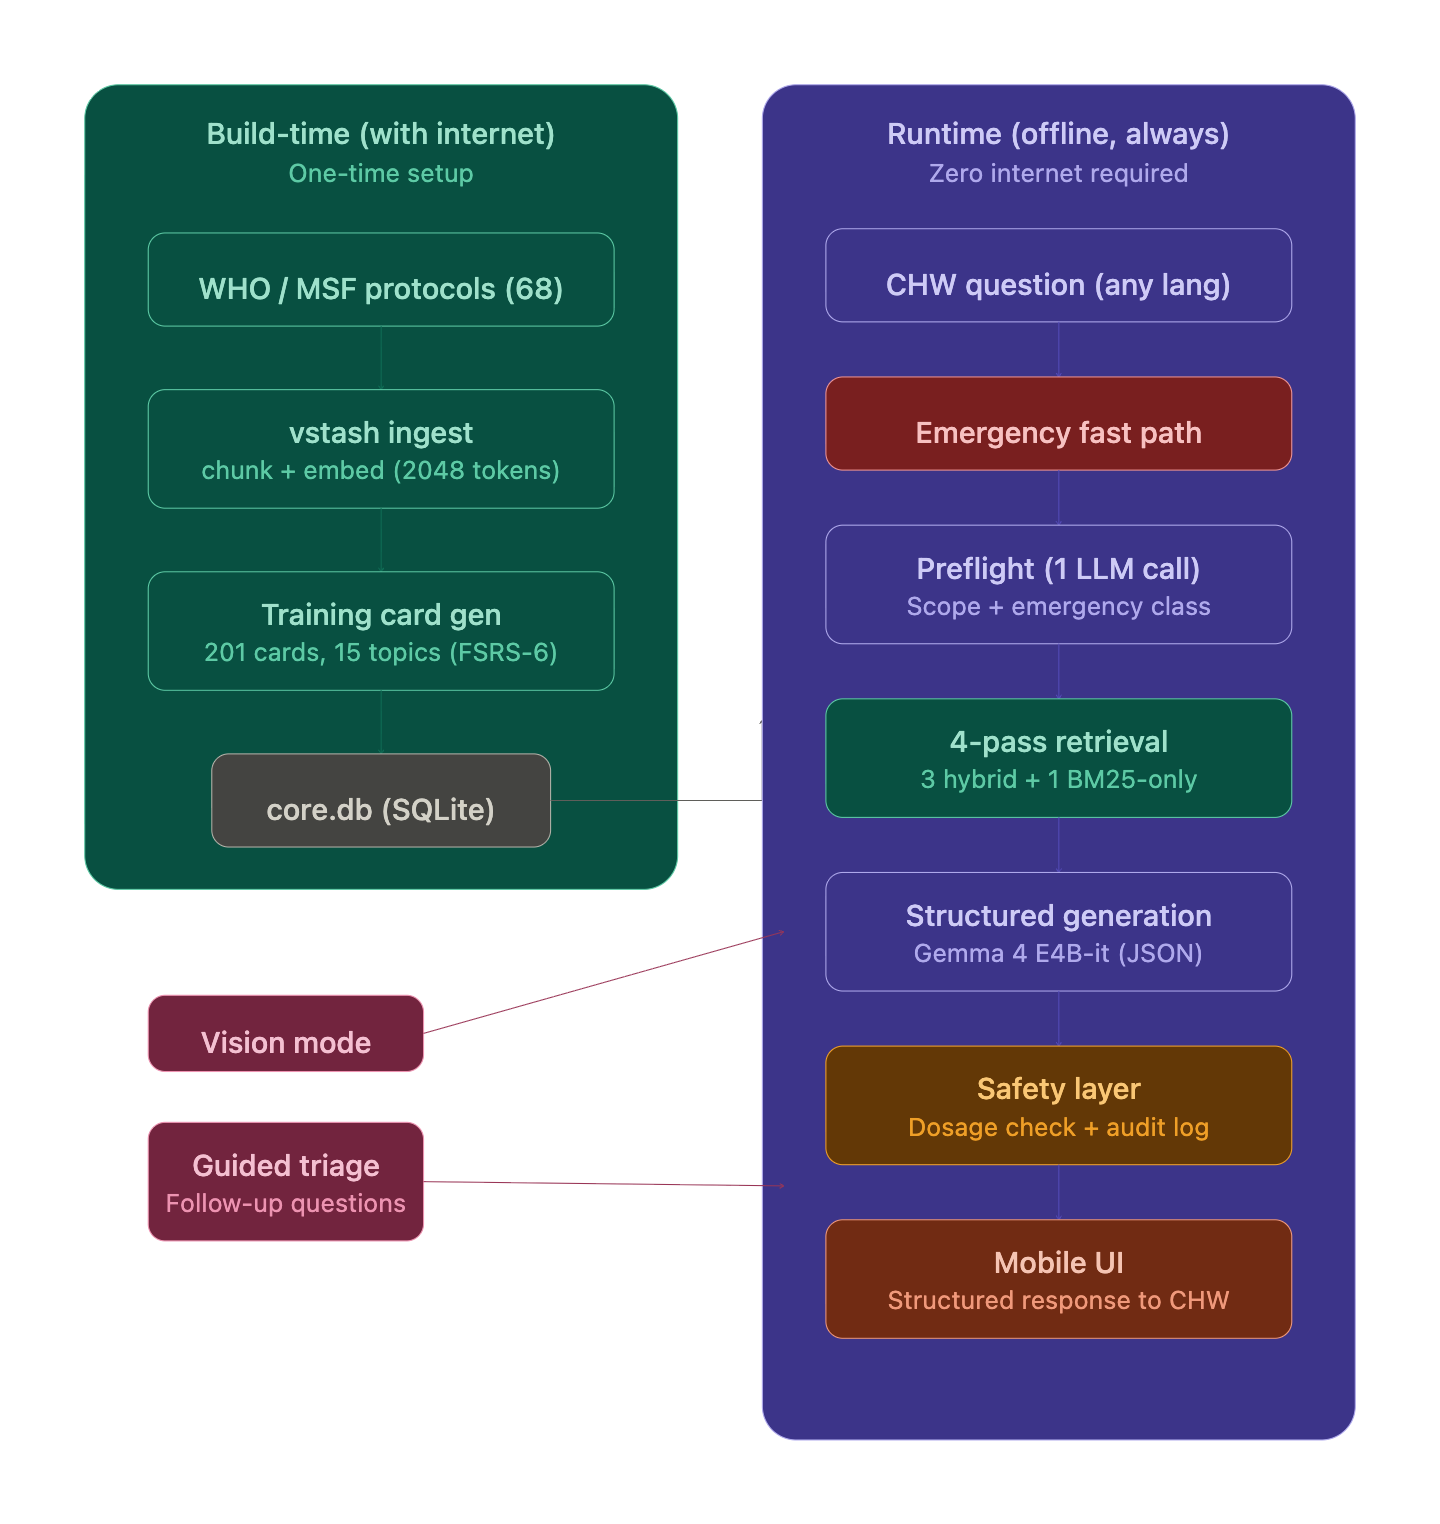 Build-time (with internet)
One-time setup
WHO / MSF protocols (68)
vstash ingest
chunk + embed (2048 tokens)
Training card gen
201 cards, 15 topics (FSRS-6)
core.db (SQLite)
Vision mode
Guided triage
Follow-up questions
Runtime (offline, always)
Zero internet required
CHW question (any lang)
Emergency fast path
Preflight (1 LLM call)
Scope + emergency class
4-pass retrieval
3 hybrid + 1 BM25-only
Structured generation
Gemma 4 E4B-it (JSON)
Safety layer
Dosage check + audit log
Mobile UI
Structured response to CHW